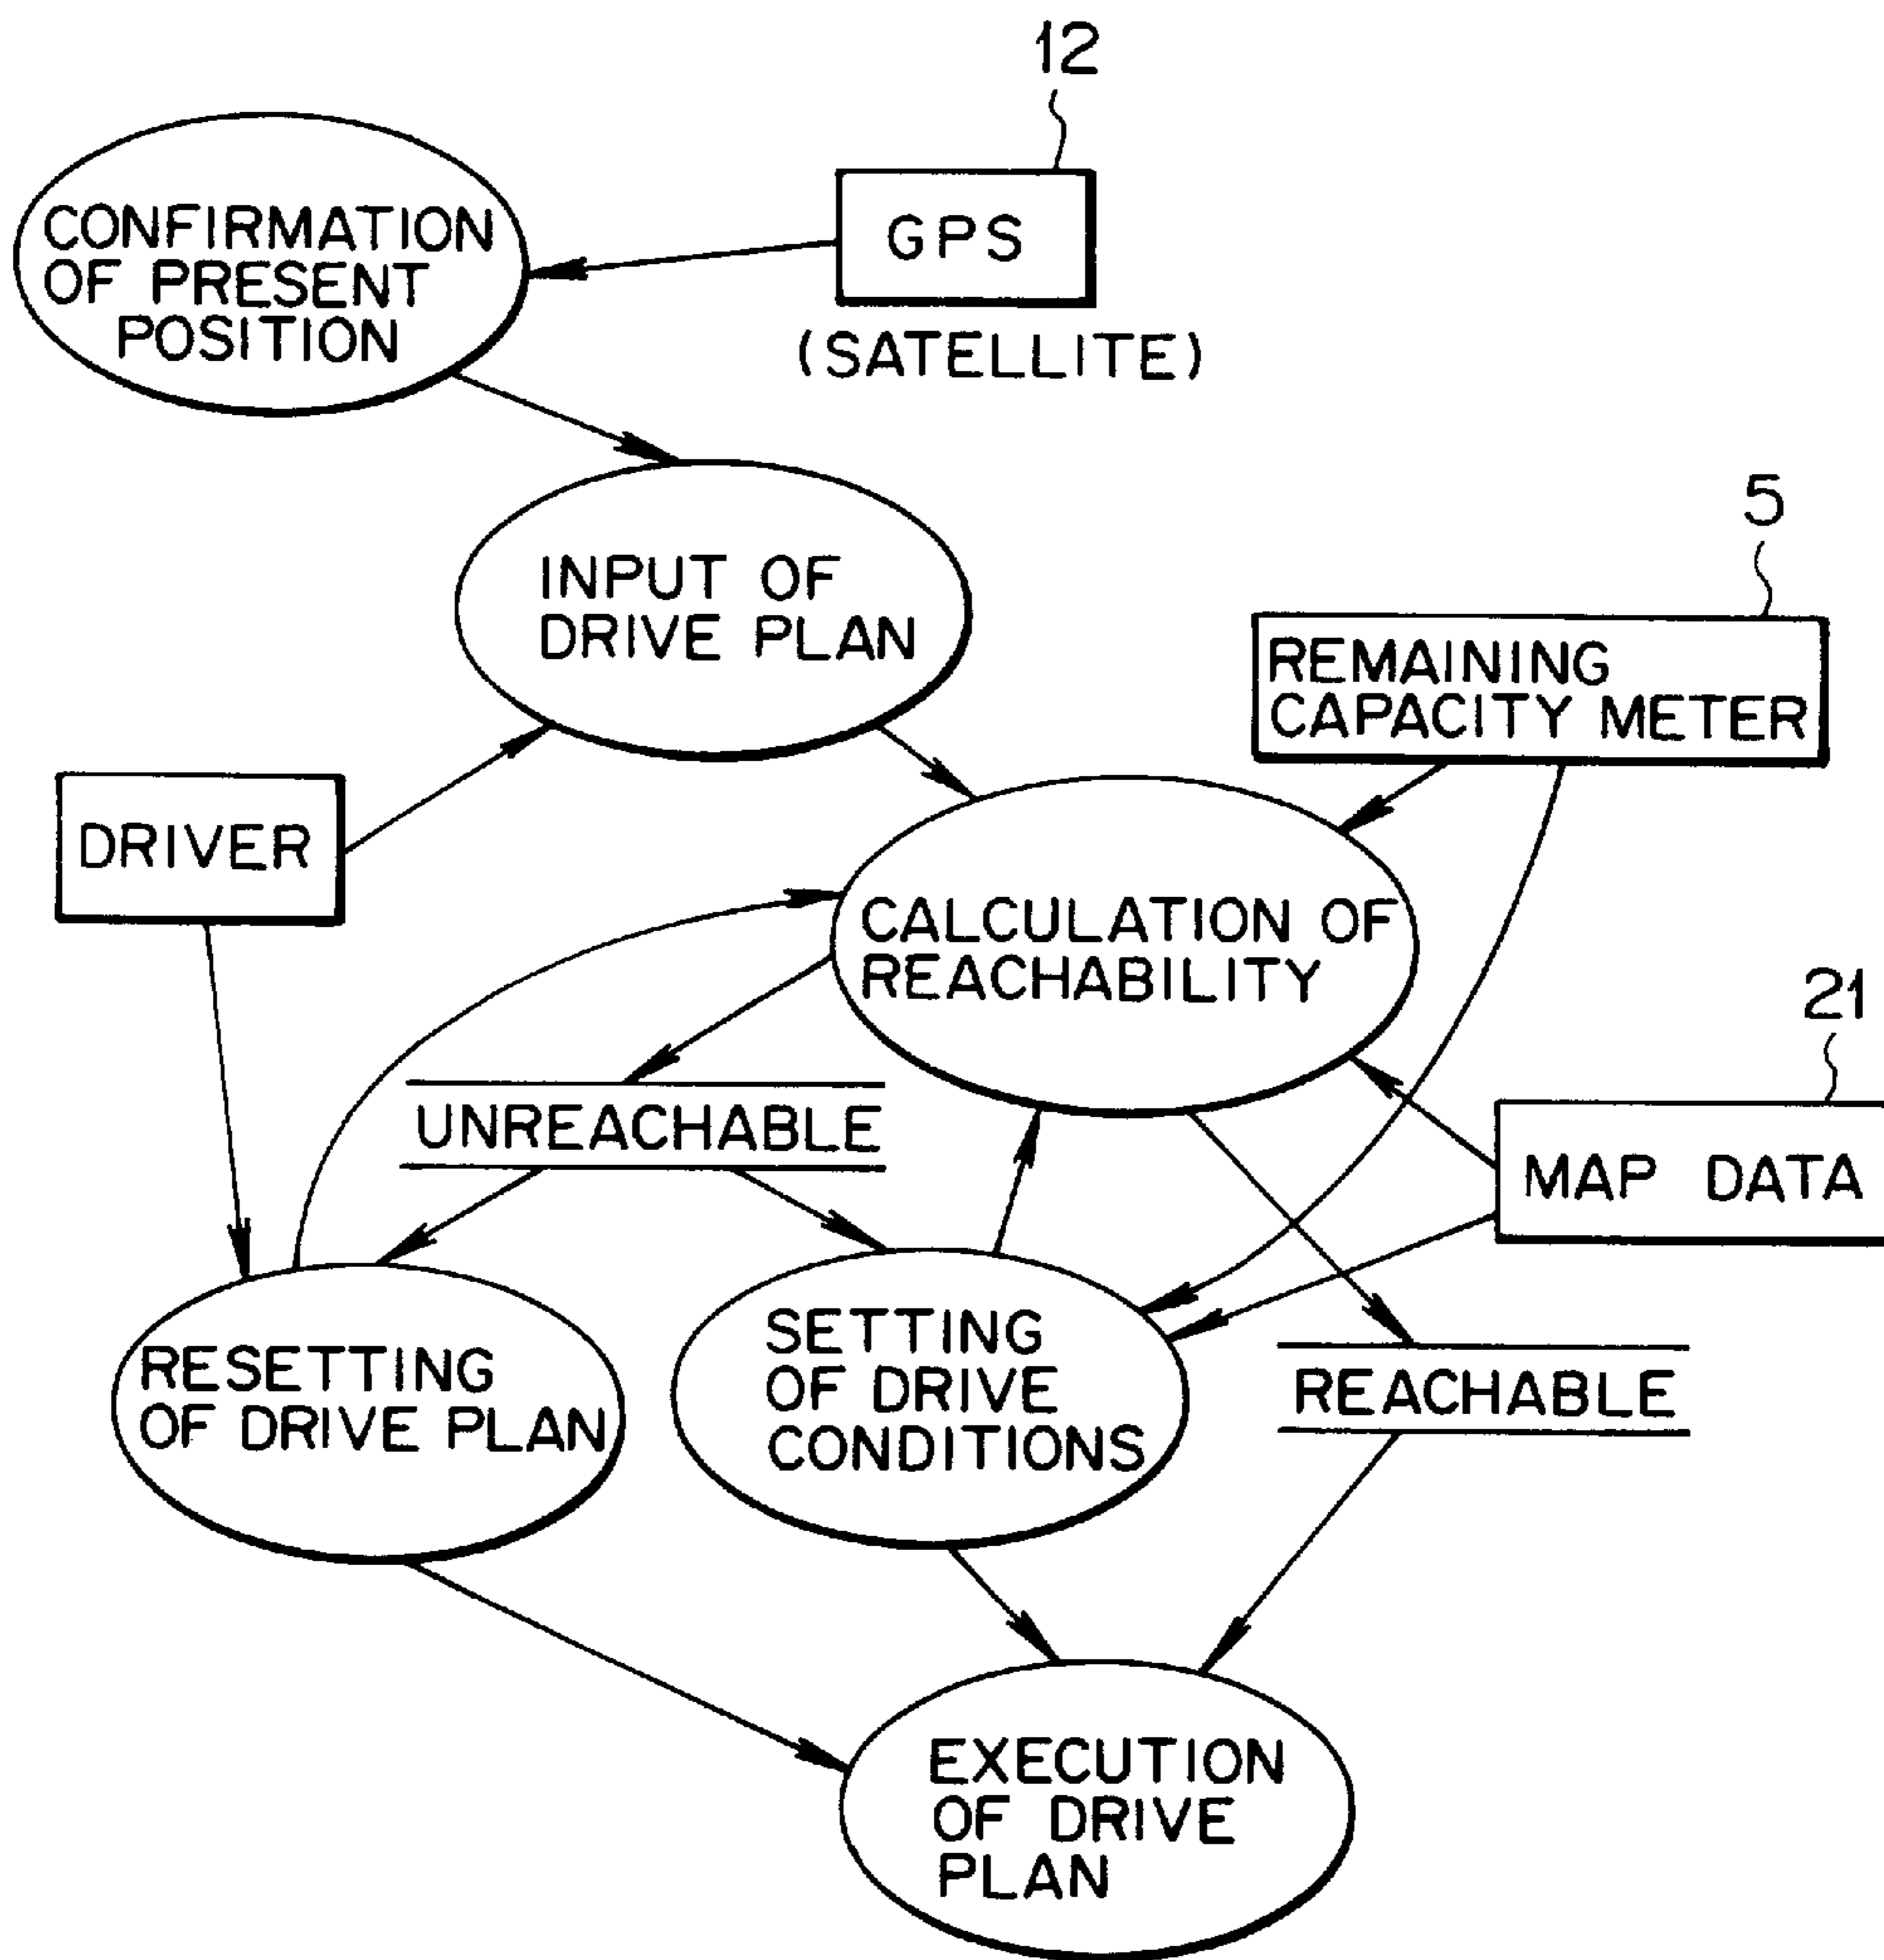 12
CONFIRMATION
OF PRESENT
POSITION
GPS
(SATELLITE)
INPUT OF
DRIVE PLAN
5
REMAINING
CAPACITY METER
DRIVER
CALCULATION OF
REACHABILITY
21
UNREACHABLE
MAP DATA
RESETTING
OF DRIVE PLAN
SETTING
OF DRIVE
CONDITIONS
REACHABLE
EXECUTION
OF DRIVE
PLAN